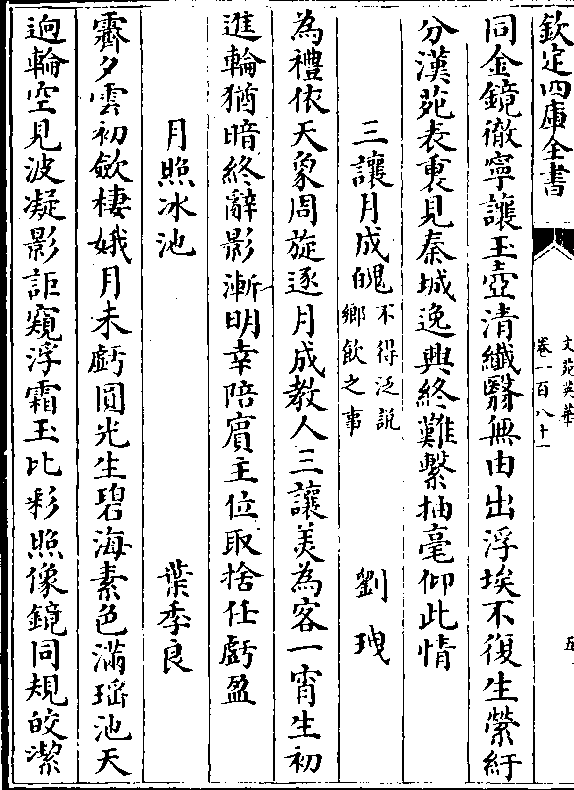 欽定四庫全書
文苑英華
卷一百八十一
五
同金鏡徹寧讓玉壺清纖翳無由出浮埃不復生縈紆
分漢苑表裏見秦城逸興終難繫抽毫仰此情
三讓月成魄不得泛説鄉飲之事 劉瑰
為禮依天象周旋逐月成教人三讓美為客一宵生初
進輪猶暗終辭影漸明幸陪賓主位取捨任虧盈
月照冰池 葉季良
霽夕雲初斂棲娥月未虧圓光生碧海素色滿瑶池天
迥輪空見波凝影詎窺浮霜玉比彩照像鏡同規皎潔